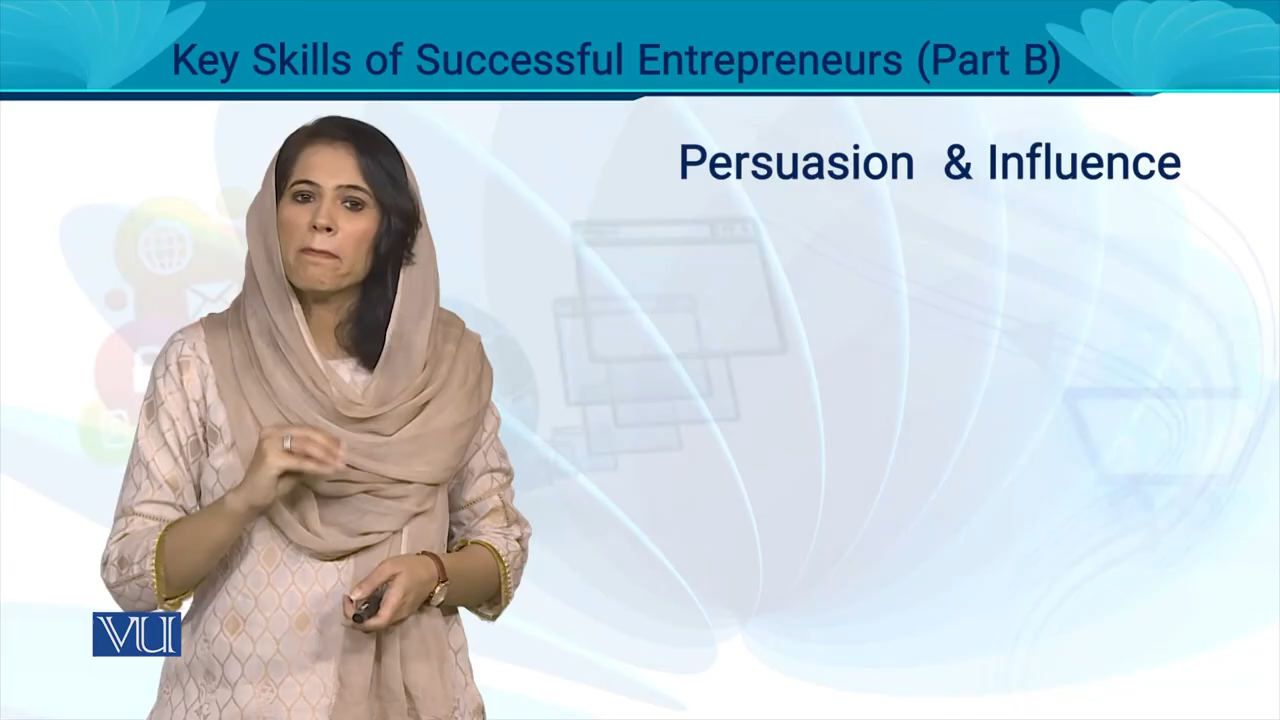 Key Skills of Successful Entrepreneurs (Part B)
Persuasion & Influence
VU